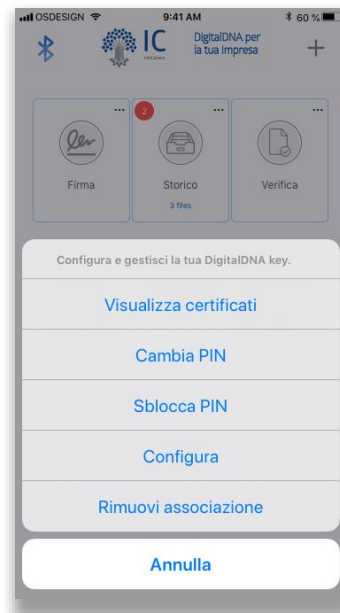 OSDESIGN 9:41 AM 60 %
IC
DigitalDNA per
la tua impresa
2
Firma
Storico
Verifica
3 files
Configura e gestisci la tua DigitalDNA key.
Visualizza certificati
Cambia PIN
Sblocca PIN
Configura
Rimuovi associazione
Annulla